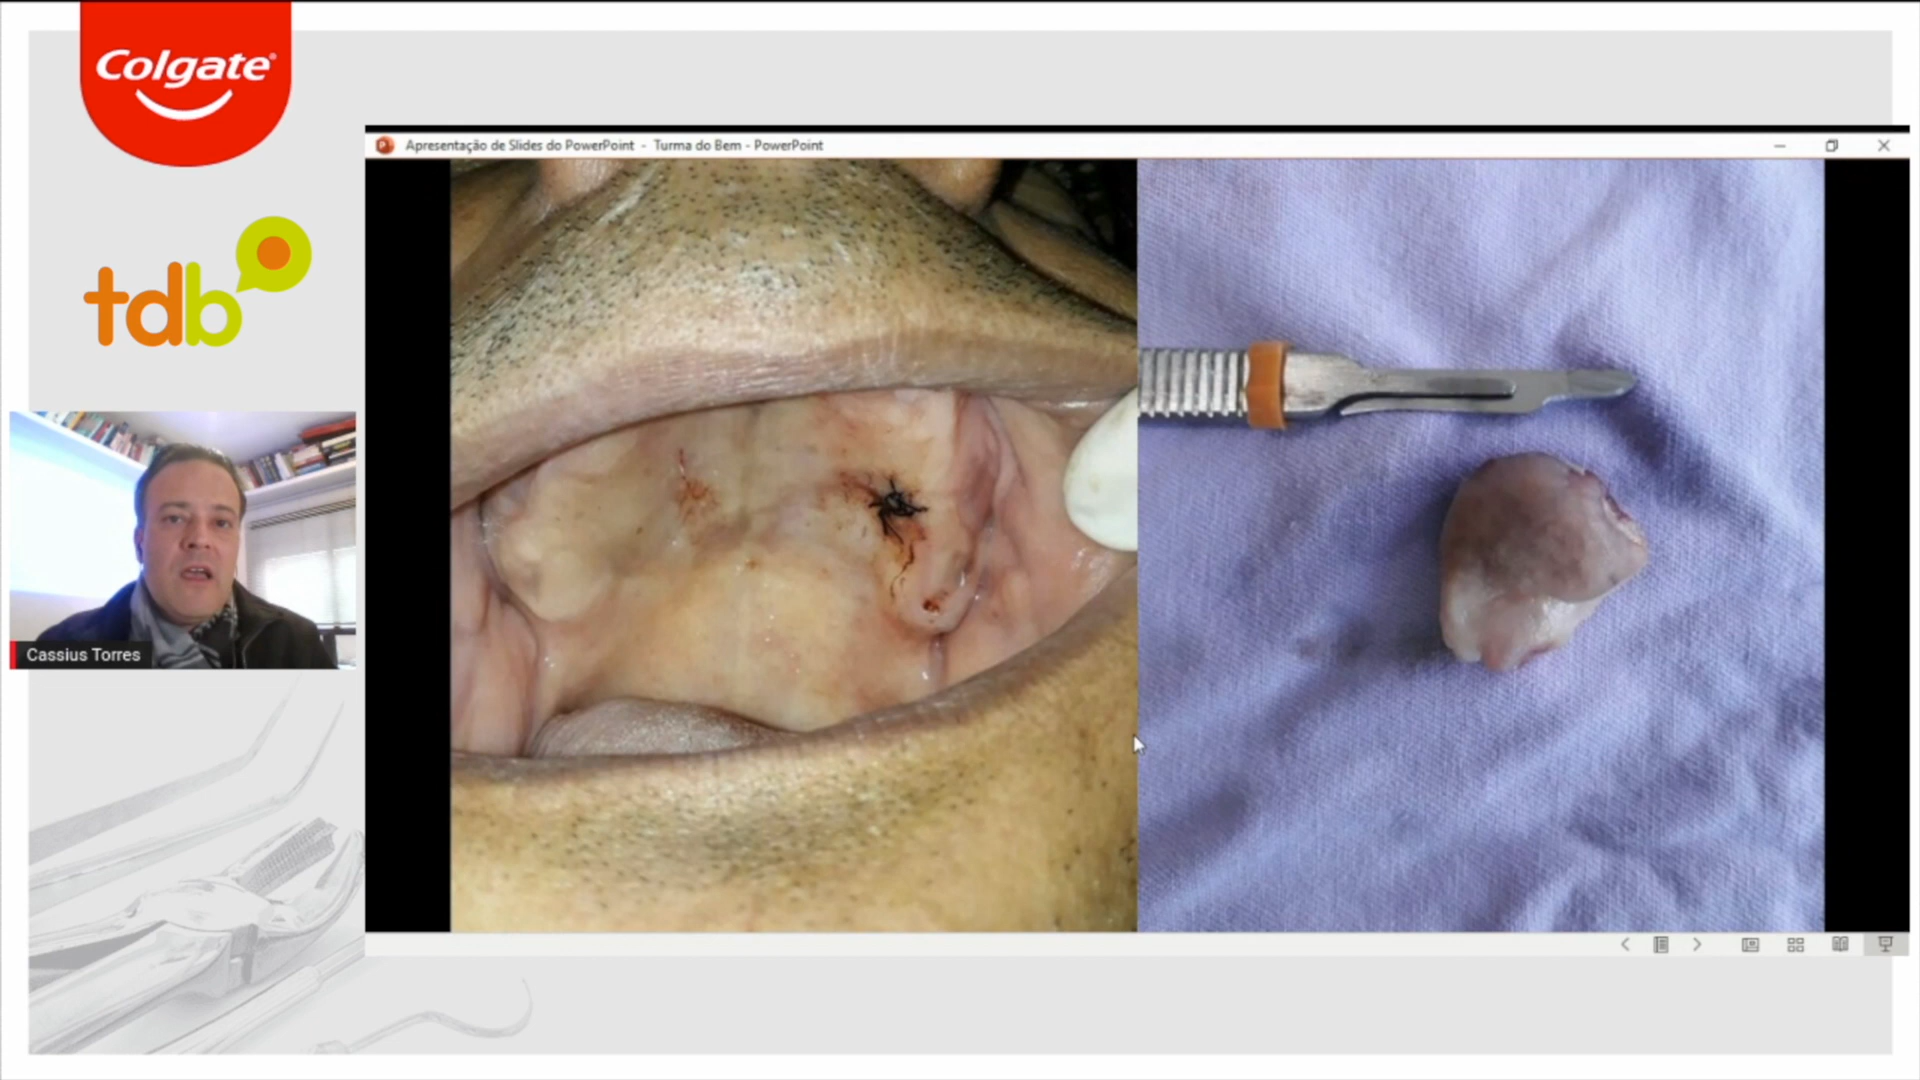 Colgate
tdb
Apresentação de Slides do PowerPoint - Turma do Bem - PowerPoint
Cassius Torres